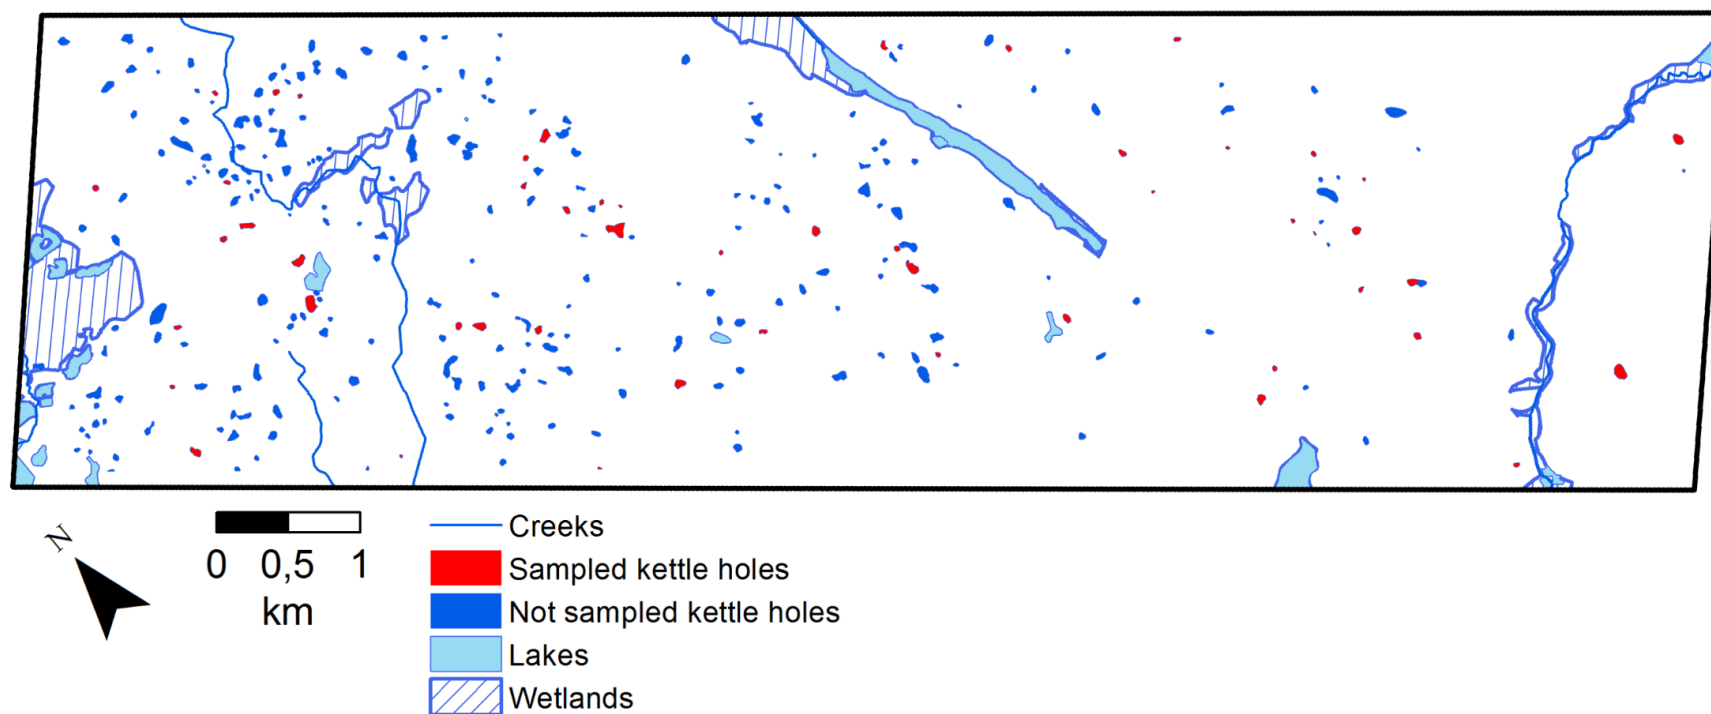 N
0 0,5 1
km
Creeks
Sampled kettle holes
Not sampled kettle holes
Lakes
Wetlands